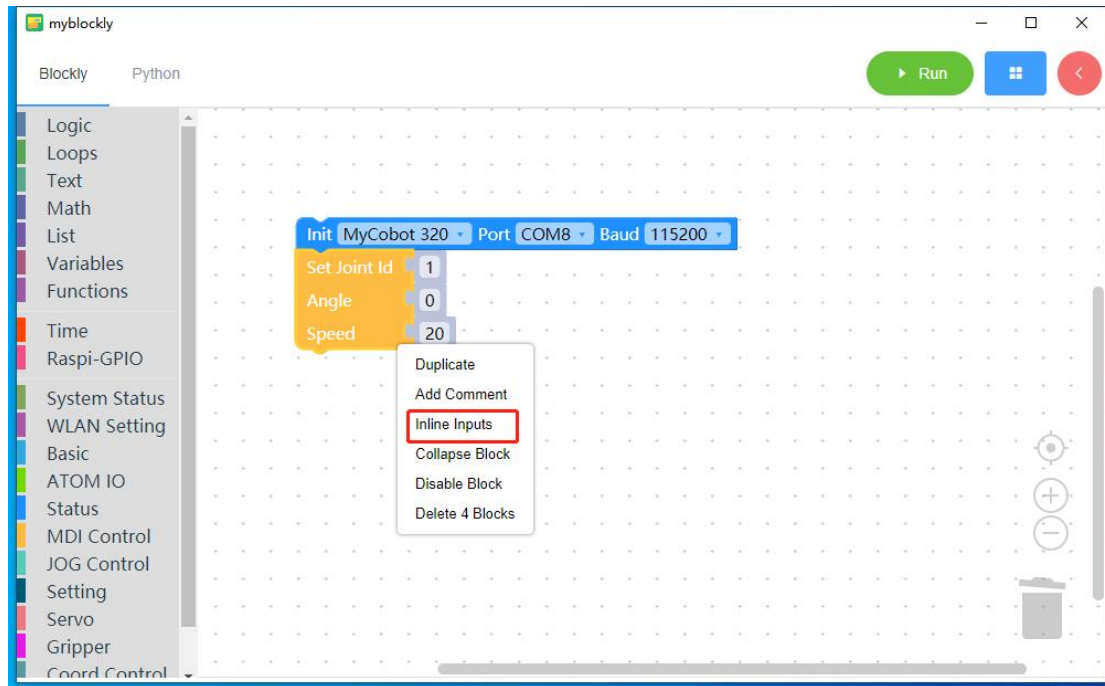 myblockly
Blockly Python
Run
Logic
Loops
Text
Math
List
Variables
Functions
Time
Raspi-GPIO
System Status
WLAN Setting
Basic
ATOM IO
Status
MDI Control
JOG Control
Setting
Servo
Gripper
Coord Control
Init MyCobot 320 Port COM8 Baud 115200
Set Joint Id 1
Angle 0
Speed 20
Duplicate
Add Comment
Inline Inputs
Collapse Block
Disable Block
Delete 4 Blocks